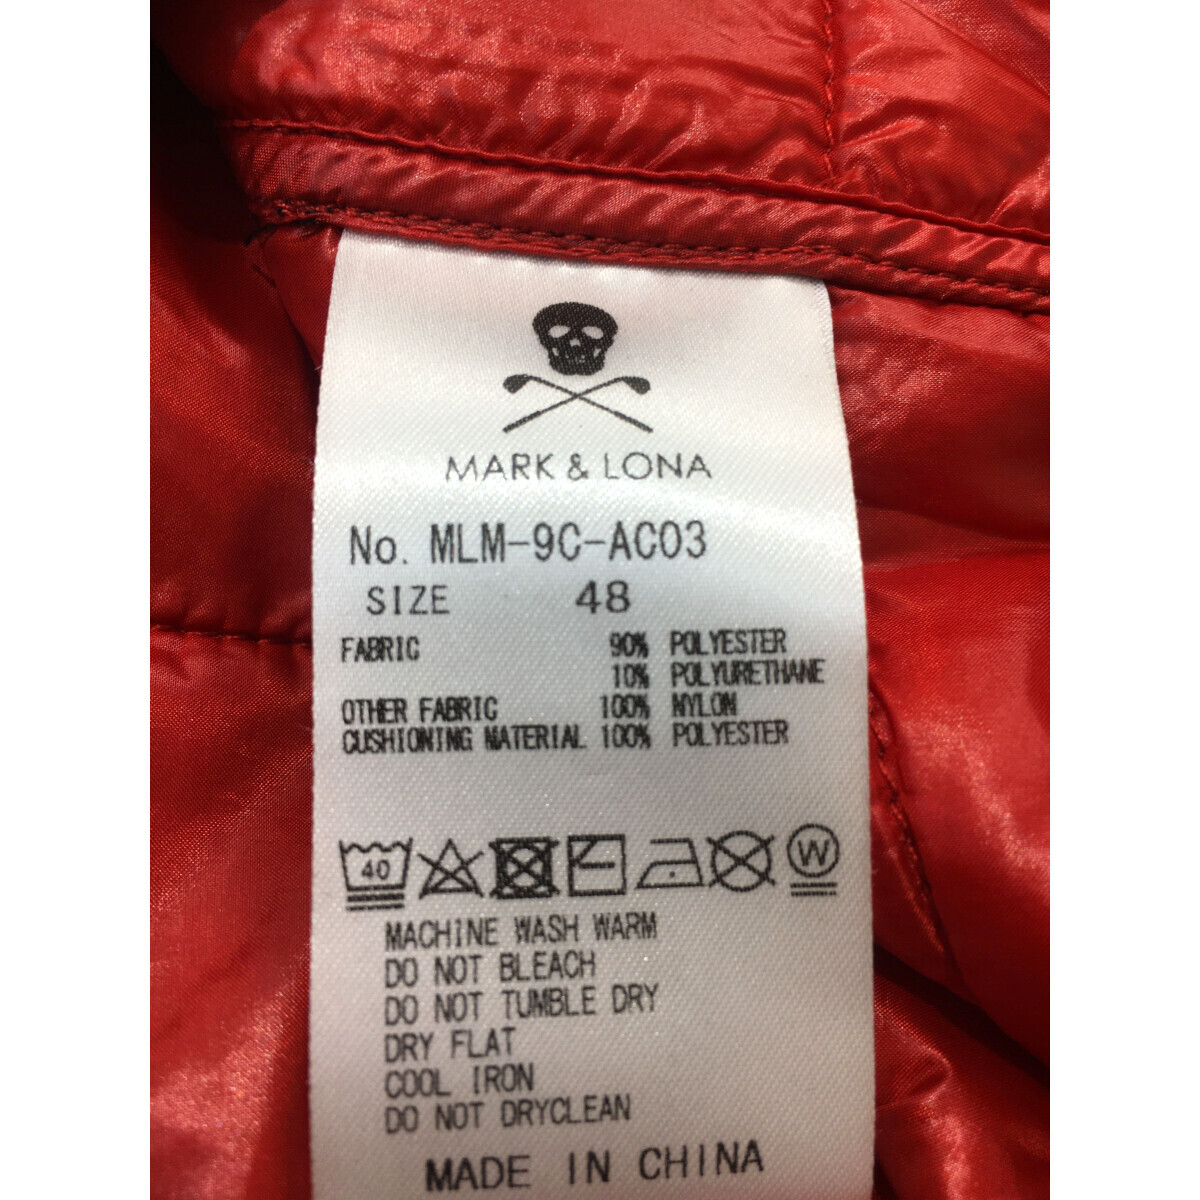 MARK & LONA
No. MLM-9C-AC03
SIZE 48
FABRIC 90% POLYESTER
10% POLYURETHANE
OTHER FABRIC 100% NYLON
CUSHIONING MATERIAL 100% POLYESTER
40 W
MACHINE WASH WARM
DO NOT BLEACH
DO NOT TUMBLE DRY
DRY FLAT
COOL IRON
DO NOT DRYCLEAN
MADE IN CHINA